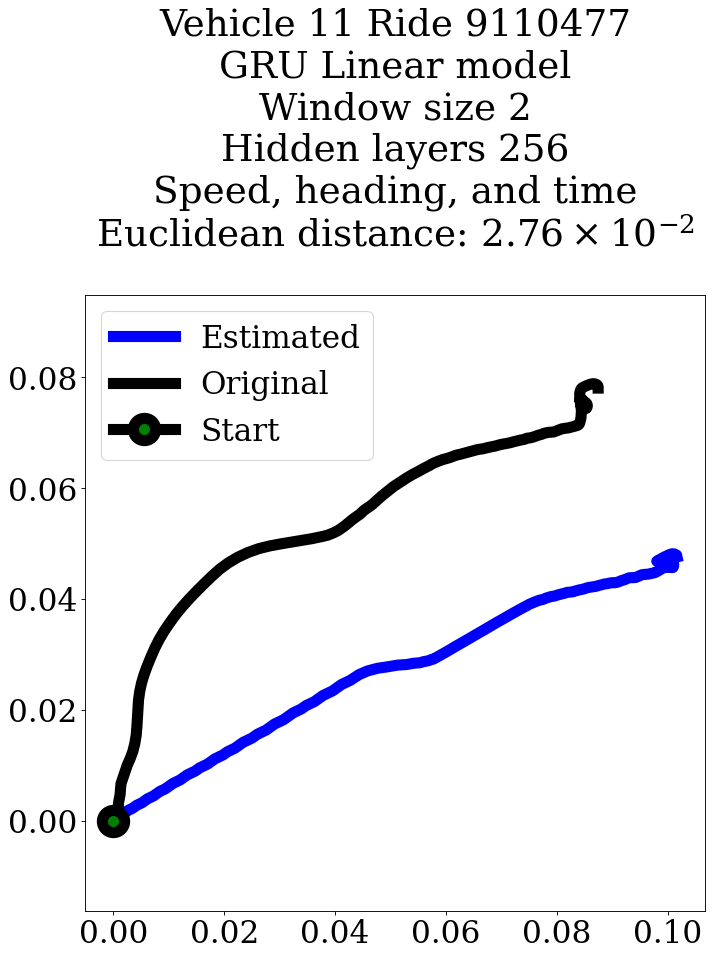 Vehicle 11 Ride 9110477
GRU Linear model
Window size 2
Hidden layers 256
Speed, heading, and time
Euclidean distance: 2.76 × 10⁻²
Estimated
Original
Start
0.08
0.06
0.04
0.02
0.00
0.00 0.02 0.04 0.06 0.08 0.10